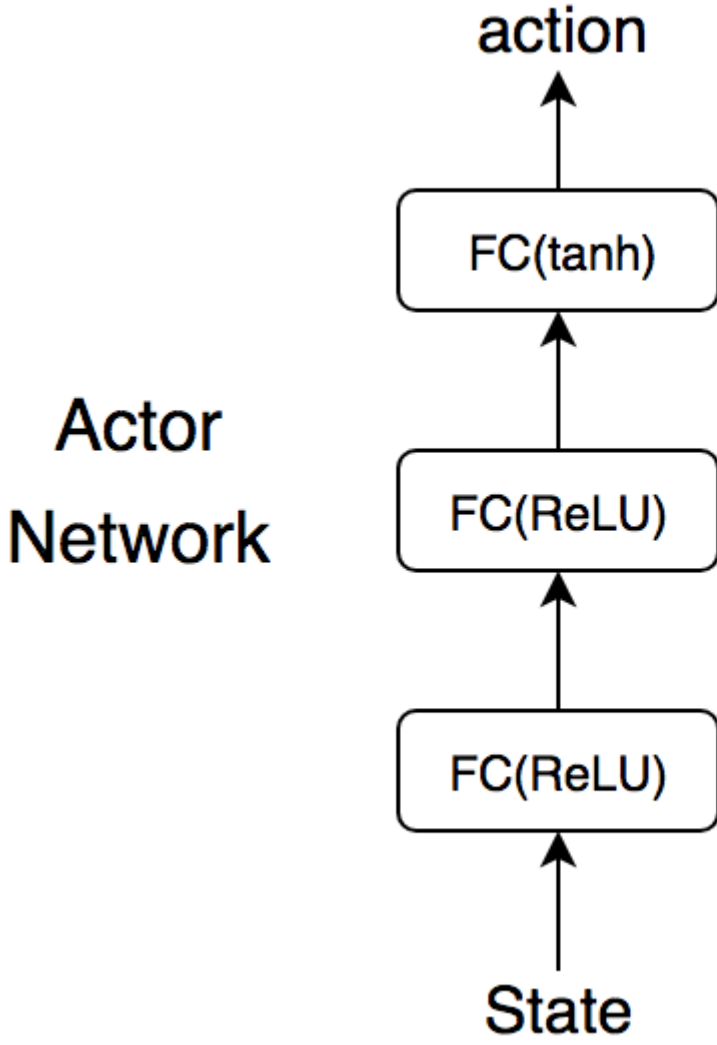 action
FC(tanh)
Actor
Network
FC(ReLU)
FC(ReLU)
State